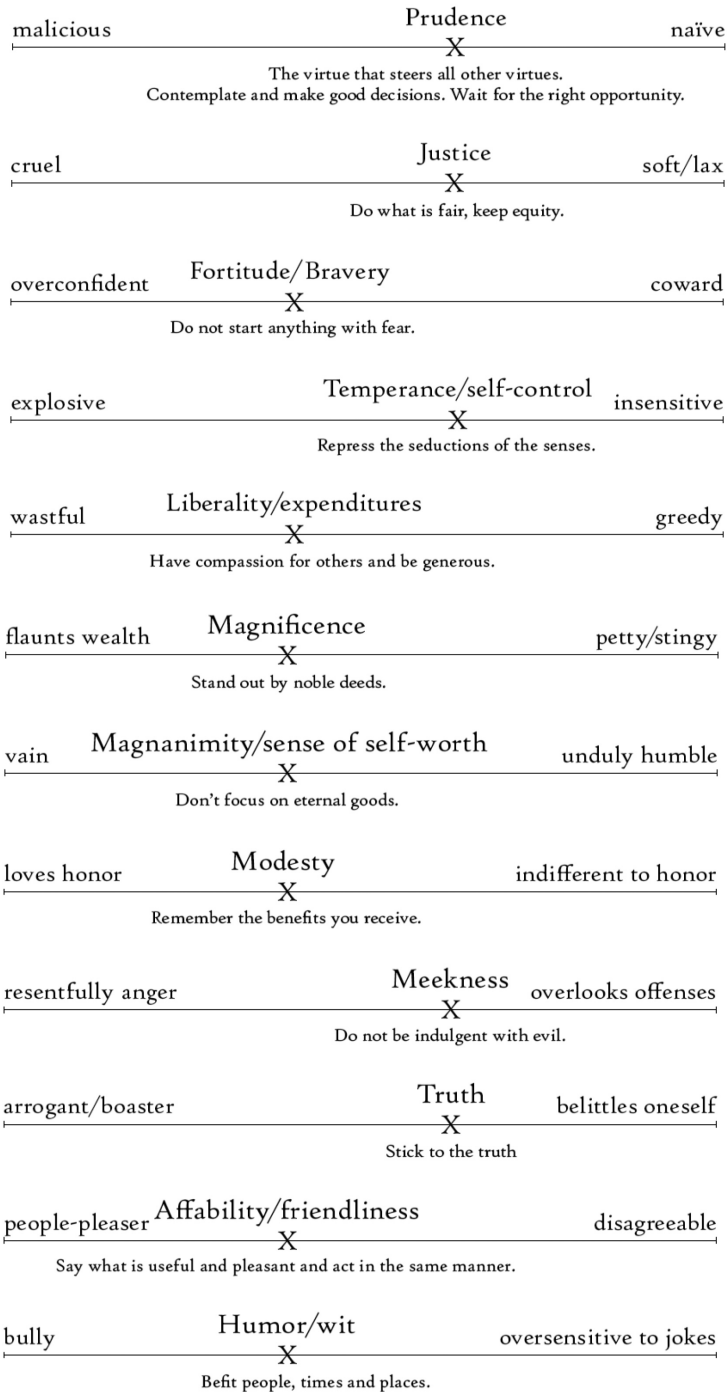 Prudence
malicious naïve
X
The virtue that steers all other virtues.
Contemplate and make good decisions. Wait for the right opportunity.
Justice
cruel soft/lax
X
Do what is fair, keep equity.
Fortitude/Bravery
overconfident coward
X
Do not start anything with fear.
Temperance/self-control
explosive insensitive
X
Repress the seductions of the senses.
Liberality/expenditures
wastful greedy
X
Have compassion for others and be generous.
Magnificence
flaunts wealth petty/stingy
X
Stand out by noble deeds.
Magnanimity/sense of self-worth
vain unduly humble
X
Don't focus on eternal goods.
Modesty
loves honor indifferent to honor
X
Remember the benefits you receive.
Meekness
resentfully anger overlooks offenses
X
Do not be indulgent with evil.
Truth
arrogant/boaster belittles oneself
X
Stick to the truth
Affability/friendliness
people-pleaser disagreeable
X
Say what is useful and pleasant and act in the same manner.
Humor/wit
bully oversensitive to jokes
X
Befit people, times and places.